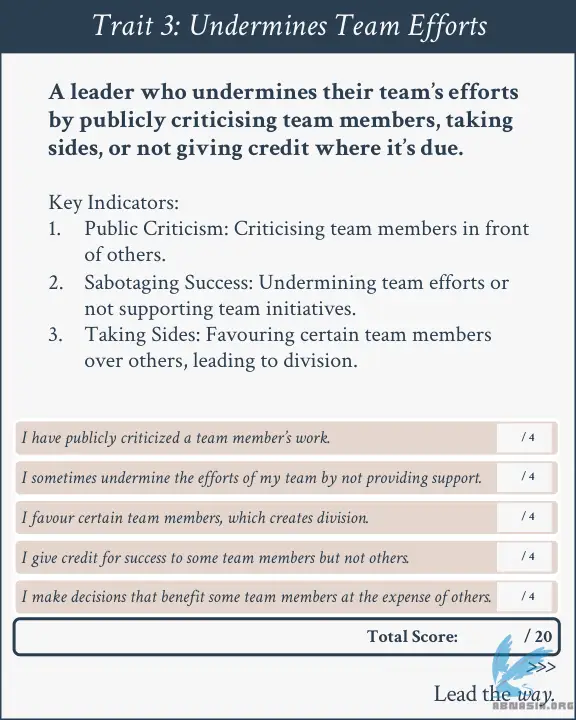 Trait 3: Undermines Team Efforts
A leader who undermines their team's efforts
by publicly criticising team members, taking
sides, or not giving credit where it's due.
Key Indicators:
1. Public Criticism: Criticising team members in front
of others.
2. Sabotaging Success: Undermining team efforts or
not supporting team initiatives.
3. Taking Sides: Favouring certain team members
over others, leading to division.
I have publicly criticized a team member's work. / 4
I sometimes undermine the efforts of my team by not providing support. / 4
I favour certain team members, which creates division. / 4
I give credit for success to some team members but not others. / 4
I make decisions that benefit some team members at the expense of others. / 4
Total Score: / 20
>>>
Lead the way.
ABMASIA.ORG